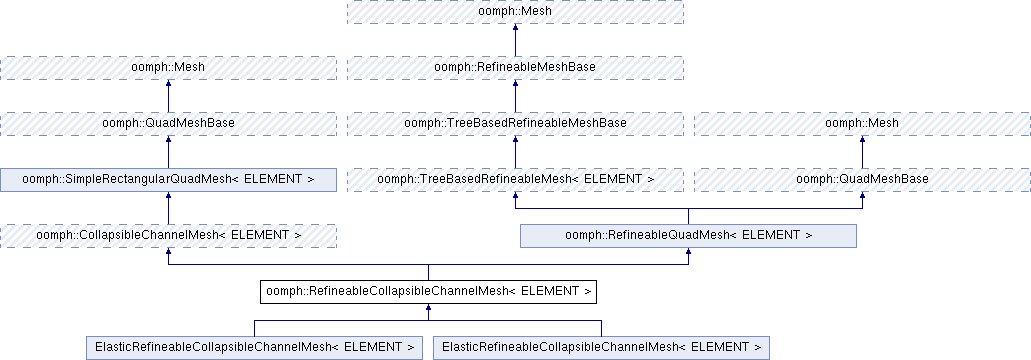 oomph::Mesh
oomph::Mesh oomph::RefineableMeshBase
oomph::QuadMeshBase oomph::TreeBasedRefineableMeshBase oomph::Mesh
oomph::SimpleRectangularQuadMesh< ELEMENT > oomph::TreeBasedRefineableMesh< ELEMENT > oomph::QuadMeshBase
oomph::CollapsibleChannelMesh< ELEMENT > oomph::RefineableQuadMesh< ELEMENT >
oomph::RefineableCollapsibleChannelMesh< ELEMENT >
ElasticRefineableCollapsibleChannelMesh< ELEMENT > ElasticRefineableCollapsibleChannelMesh< ELEMENT >